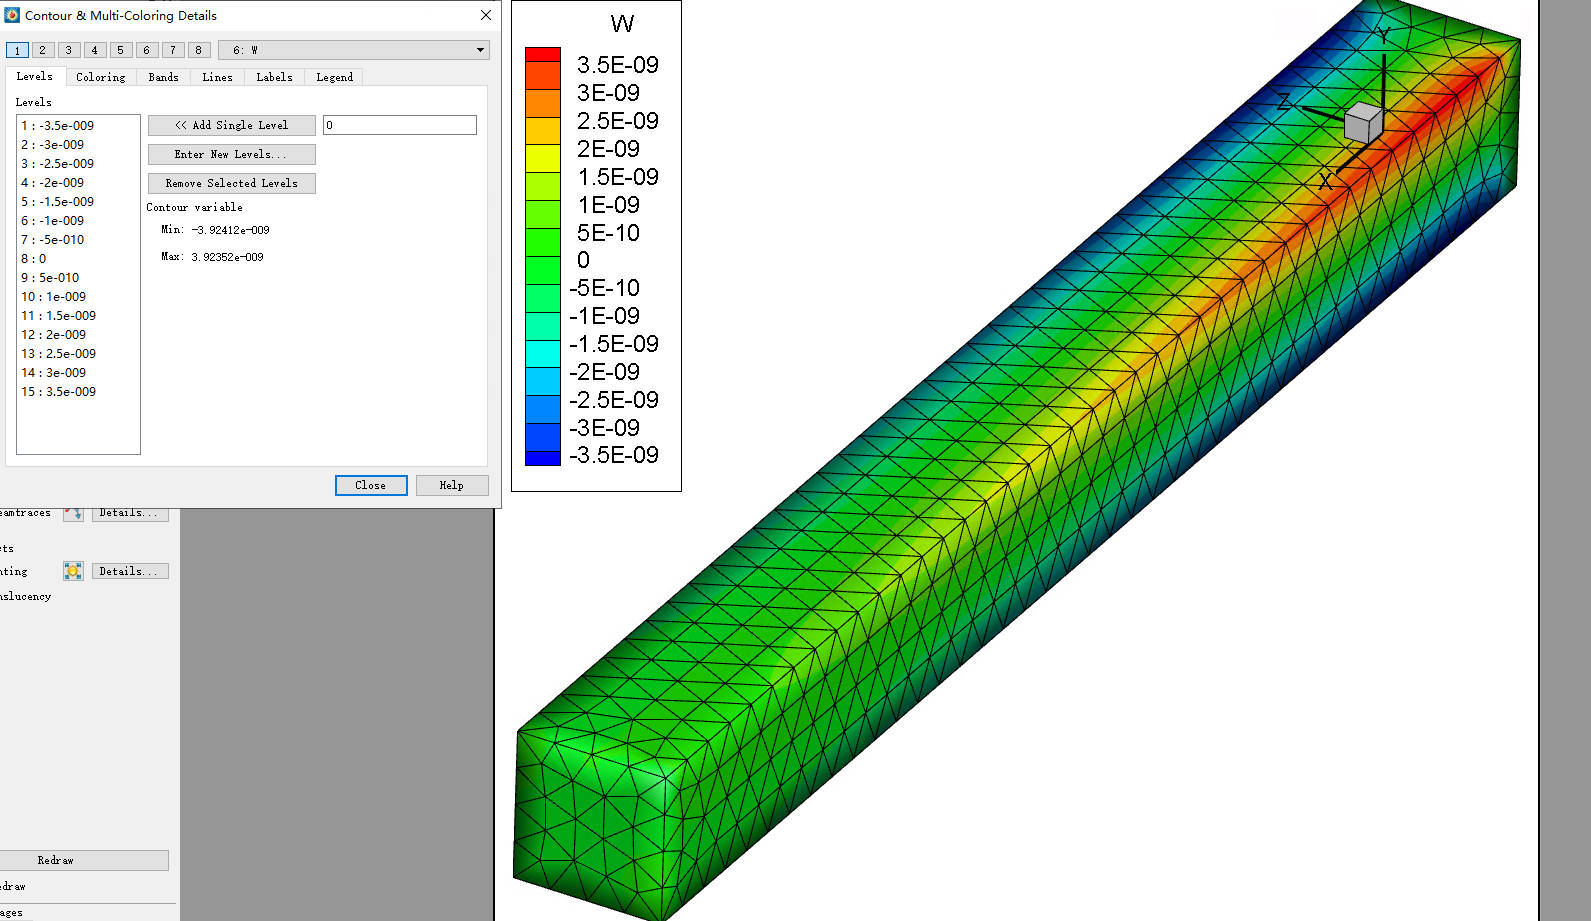 Contour & Multi-Coloring Details
1 2 3 4 5 6 7 8 6: W
Levels Coloring Bands Lines Labels Legend
Levels
1 : -3.5e-009
2 : -3e-009
3 : -2.5e-009
4 : -2e-009
5 : -1.5e-009
6 : -1e-009
7 : -5e-010
8 : 0
9 : 5e-010
10 : 1e-009
11 : 1.5e-009
12 : 2e-009
13 : 2.5e-009
14 : 3e-009
15 : 3.5e-009
<< Add Single Level 0
Enter New Levels...
Remove Selected Levels
Contour variable
Min: -3.92412e-009
Max: 3.92352e-009
Close Help
eamtraces Details...
ets
nting Details...
nslucency
Redraw
edraw
ages
W
3.5E-09
3E-09
2.5E-09
2E-09
1.5E-09
1E-09
5E-10
0
-5E-10
-1E-09
-1.5E-09
-2E-09
-2.5E-09
-3E-09
-3.5E-09
Y
Z
X